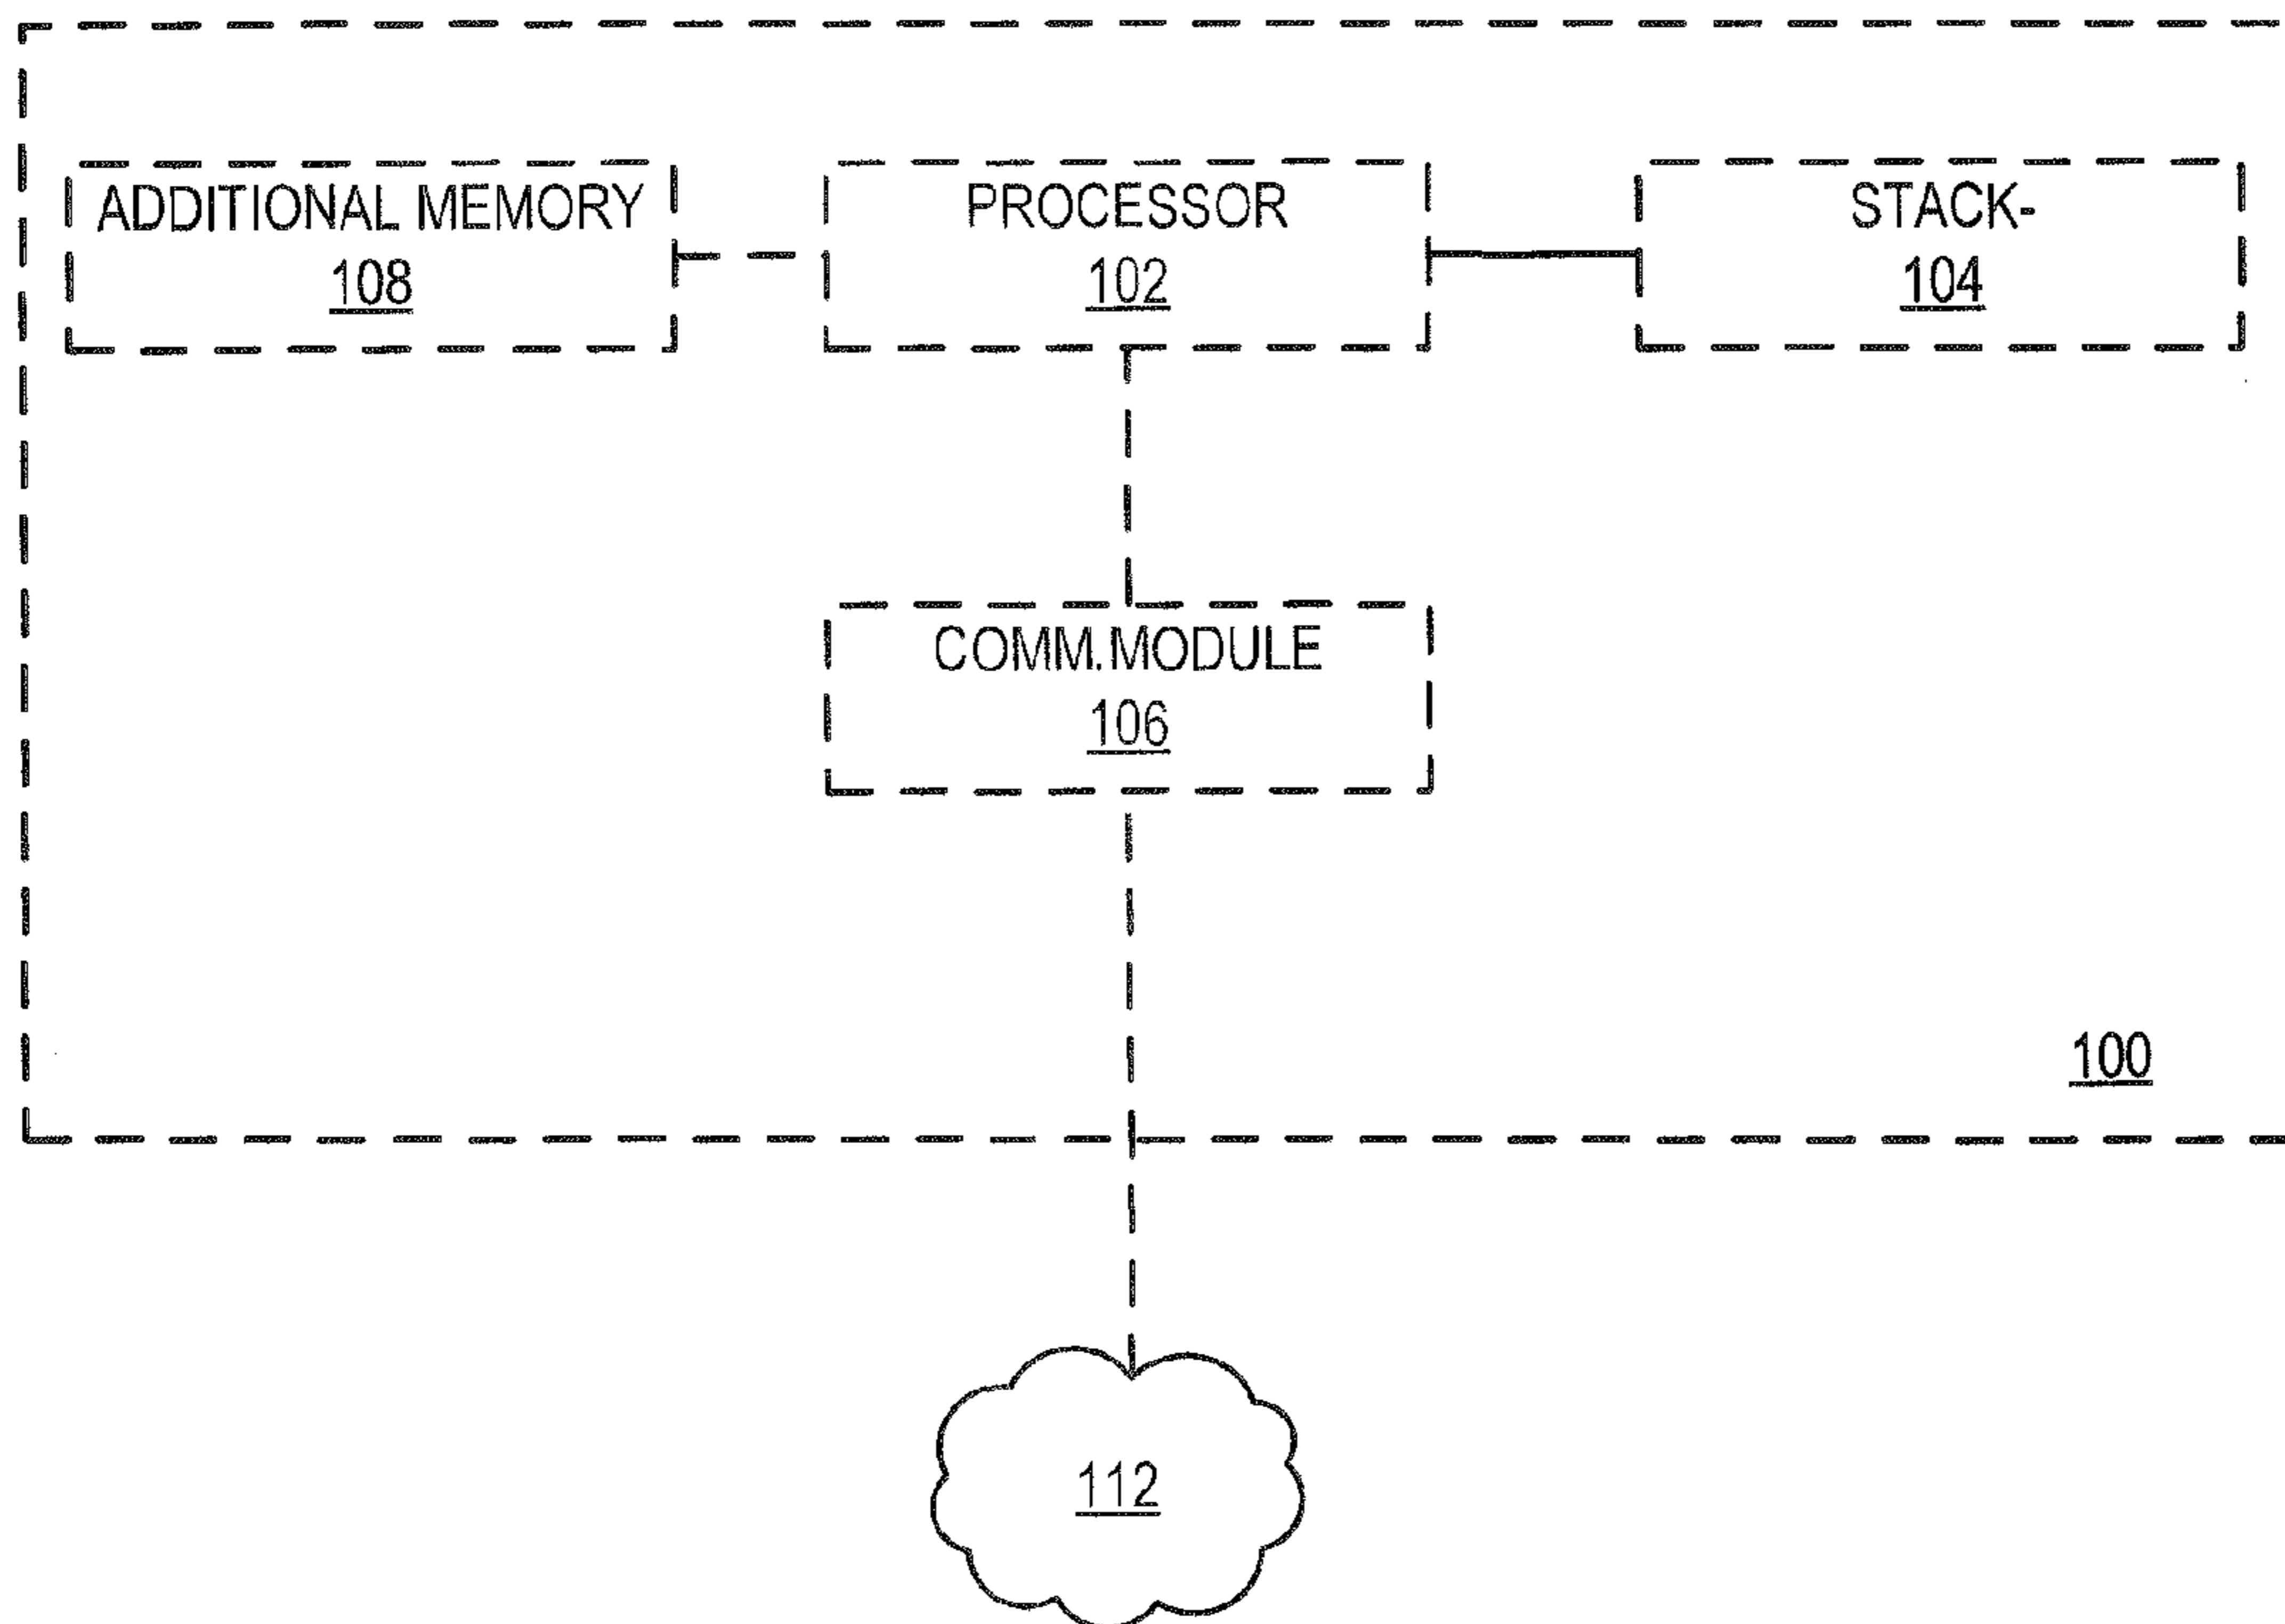 ADDITIONAL MEMORY
108
PROCESSOR
102
STACK-
104
COMM.MODULE
106
100
112